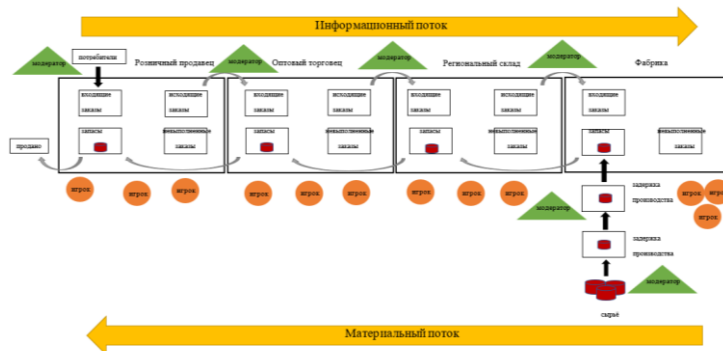 Информационный поток
модератор
потребители
Розничный продавец
модератор
Оптовый торговец
модератор
Региональный склад
модератор
Фабрика
входящие
заказы
исходящие
заказы
входящие
заказы
исходящие
заказы
входящие
заказы
исходящие
заказы
входящие
заказы
продано
запасы
невыполненные
заказы
запасы
невыполненные
заказы
запасы
невыполненные
заказы
запасы
невыполненные
заказы
игрок
игрок
игрок
игрок
игрок
игрок
игрок
игрок
игрок
игрок
игрок
игрок
задержка
производства
модератор
задержка
производства
модератор
сырьё
Материальный поток